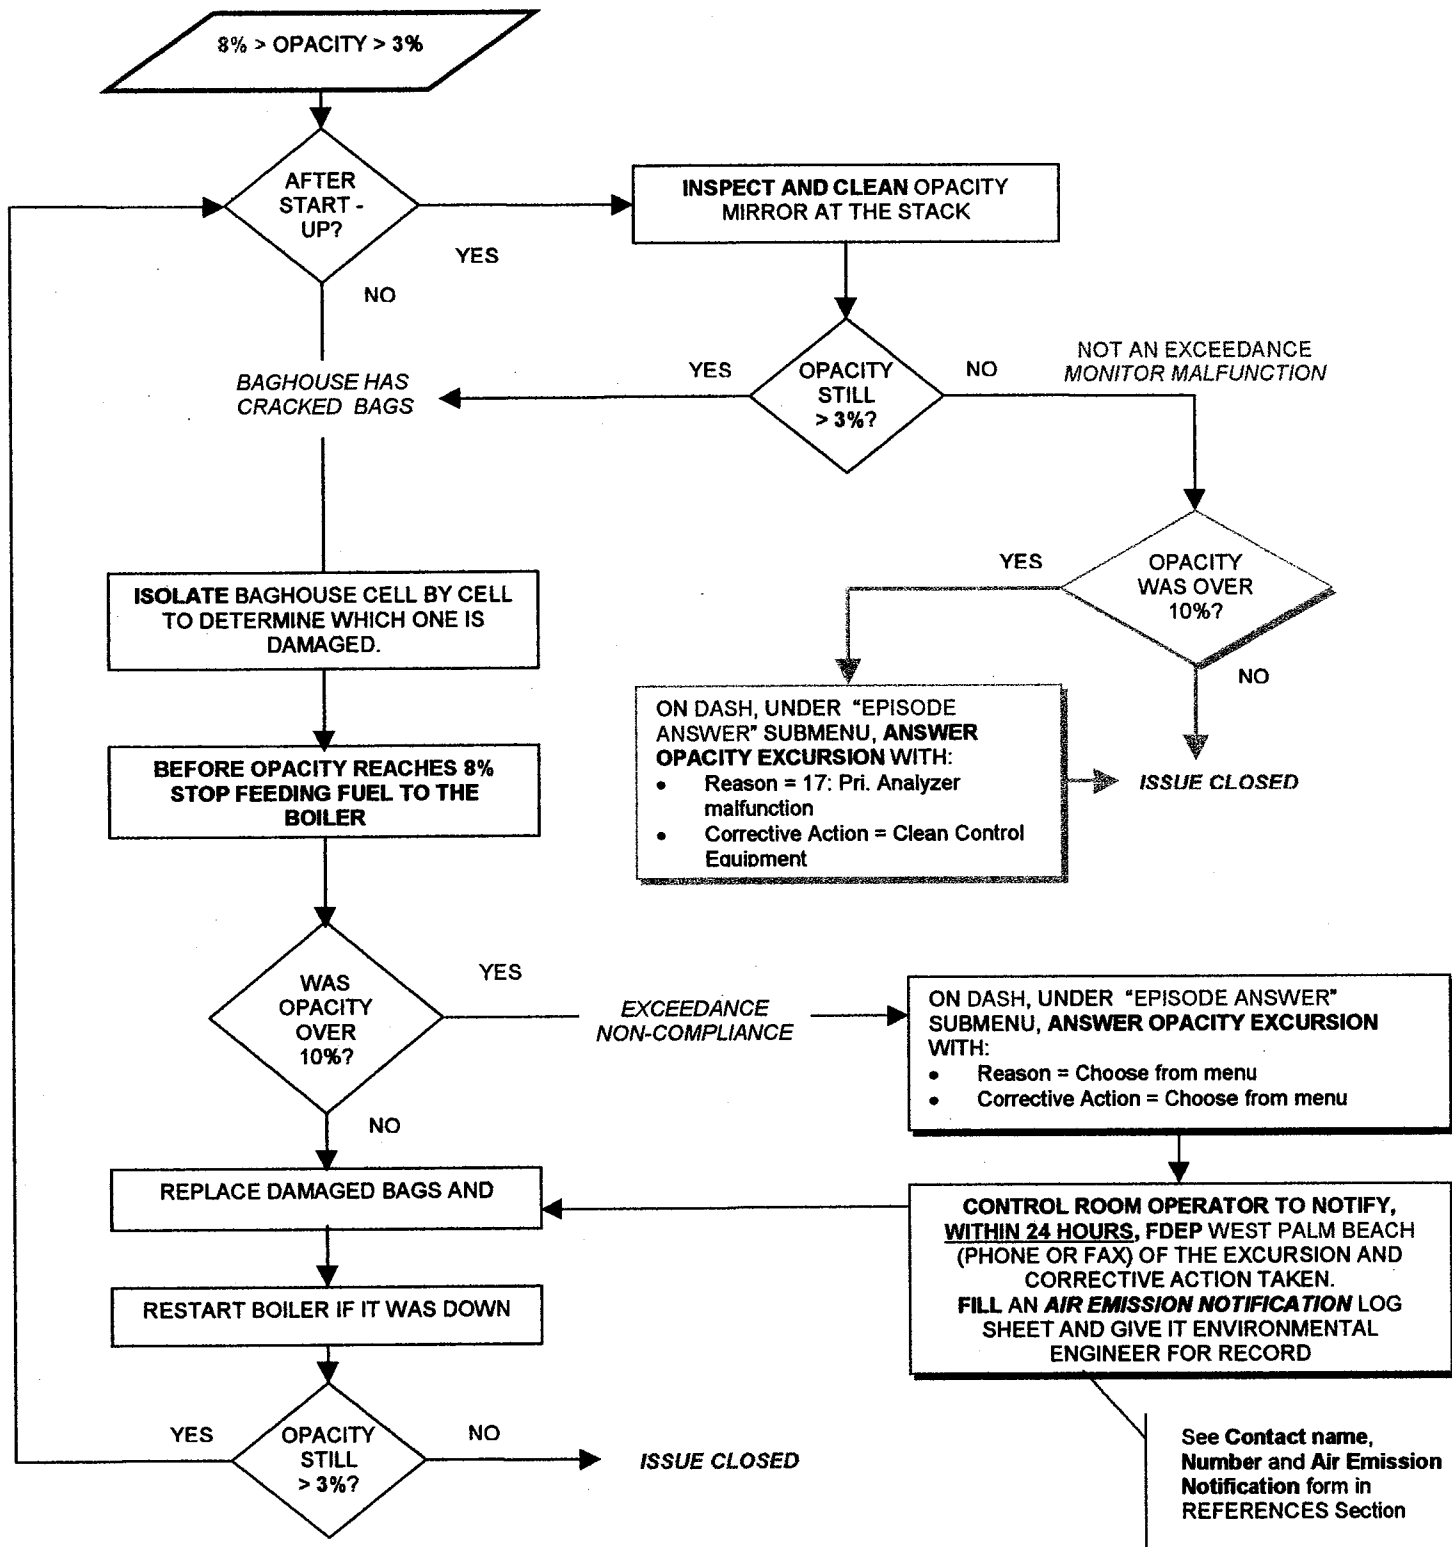 8% > OPACITY > 3%
AFTER
START -
UP?
YES
NO
INSPECT AND CLEAN OPACITY
MIRROR AT THE STACK
OPACITY
STILL
> 3%?
YES
NO
NOT AN EXCEEDANCE
MONITOR MALFUNCTION
BAGHOUSE HAS
CRACKED BAGS
OPACITY
WAS OVER
10%?
YES
NO
ISOLATE BAGHOUSE CELL BY CELL
TO DETERMINE WHICH ONE IS
DAMAGED.
ON DASH, UNDER "EPISODE
ANSWER" SUBMENU, ANSWER
OPACITY EXCURSION WITH:
• Reason = 17: Pri. Analyzer
malfunction
• Corrective Action = Clean Control
Equipment
ISSUE CLOSED
BEFORE OPACITY REACHES 8%
STOP FEEDING FUEL TO THE
BOILER
WAS
OPACITY
OVER
10%?
YES
NO
EXCEEDANCE
NON-COMPLIANCE
ON DASH, UNDER "EPISODE ANSWER"
SUBMENU, ANSWER OPACITY EXCURSION
WITH:
• Reason = Choose from menu
• Corrective Action = Choose from menu
REPLACE DAMAGED BAGS AND
CONTROL ROOM OPERATOR TO NOTIFY,
WITHIN 24 HOURS, FDEP WEST PALM BEACH
(PHONE OR FAX) OF THE EXCURSION AND
CORRECTIVE ACTION TAKEN.
FILL AN AIR EMISSION NOTIFICATION LOG
SHEET AND GIVE IT ENVIRONMENTAL
ENGINEER FOR RECORD
RESTART BOILER IF IT WAS DOWN
OPACITY
STILL
> 3%?
YES
NO
ISSUE CLOSED
See Contact name,
Number and Air Emission
Notification form in
REFERENCES Section